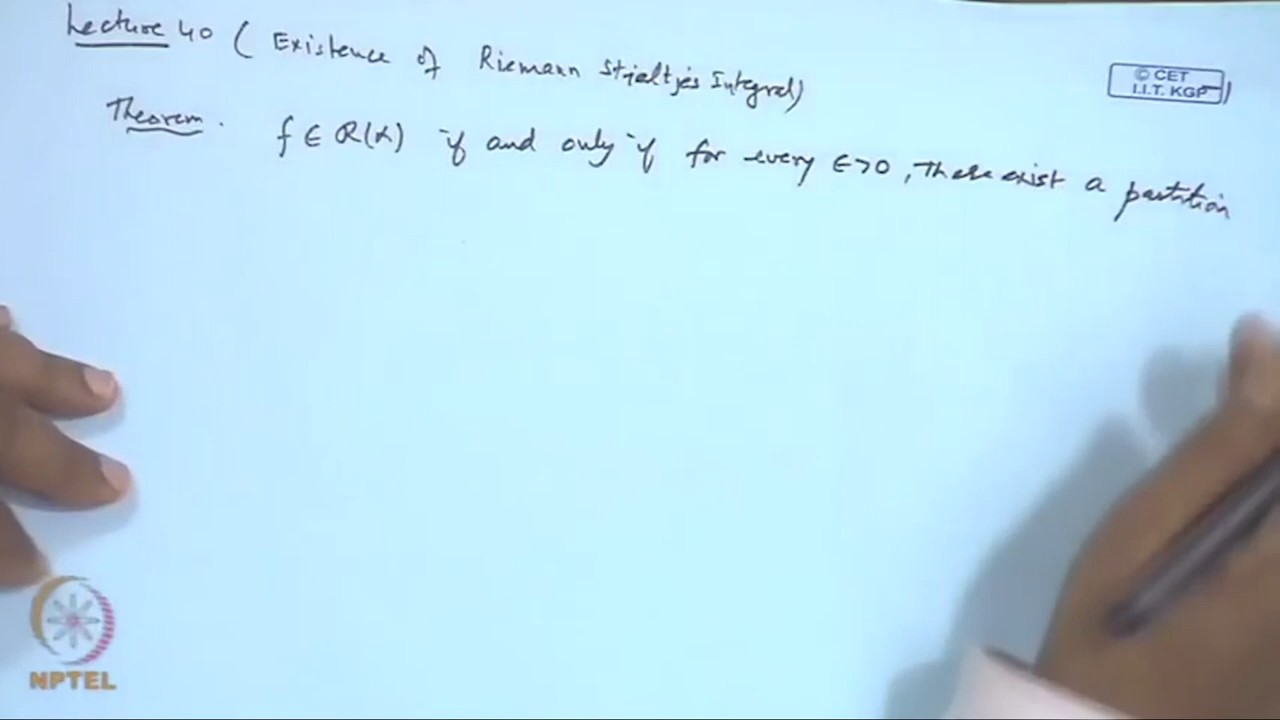 Lecture 40 ( Existence of Riemann Stieltjes Integral)
© CET
I.I.T. KGP
Theorem. f ∈ R(α) if and only if for every ϵ>0, There exist a partition
NPTEL